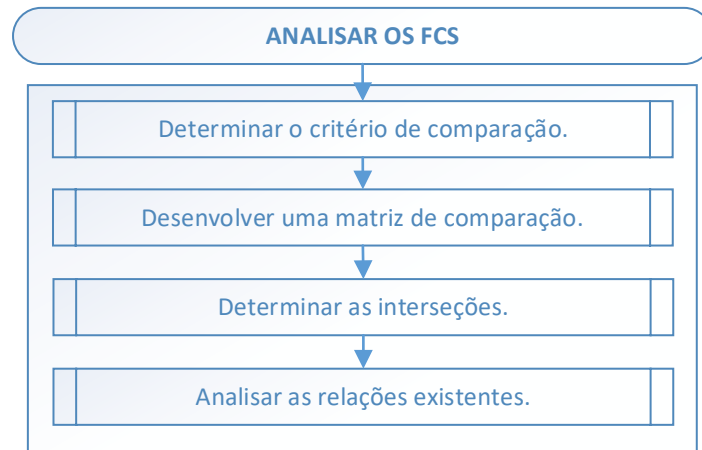 ANALISAR OS FCS
Determinar o critério de comparação.
Desenvolver uma matriz de comparação.
Determinar as interseções.
Analisar as relações existentes.